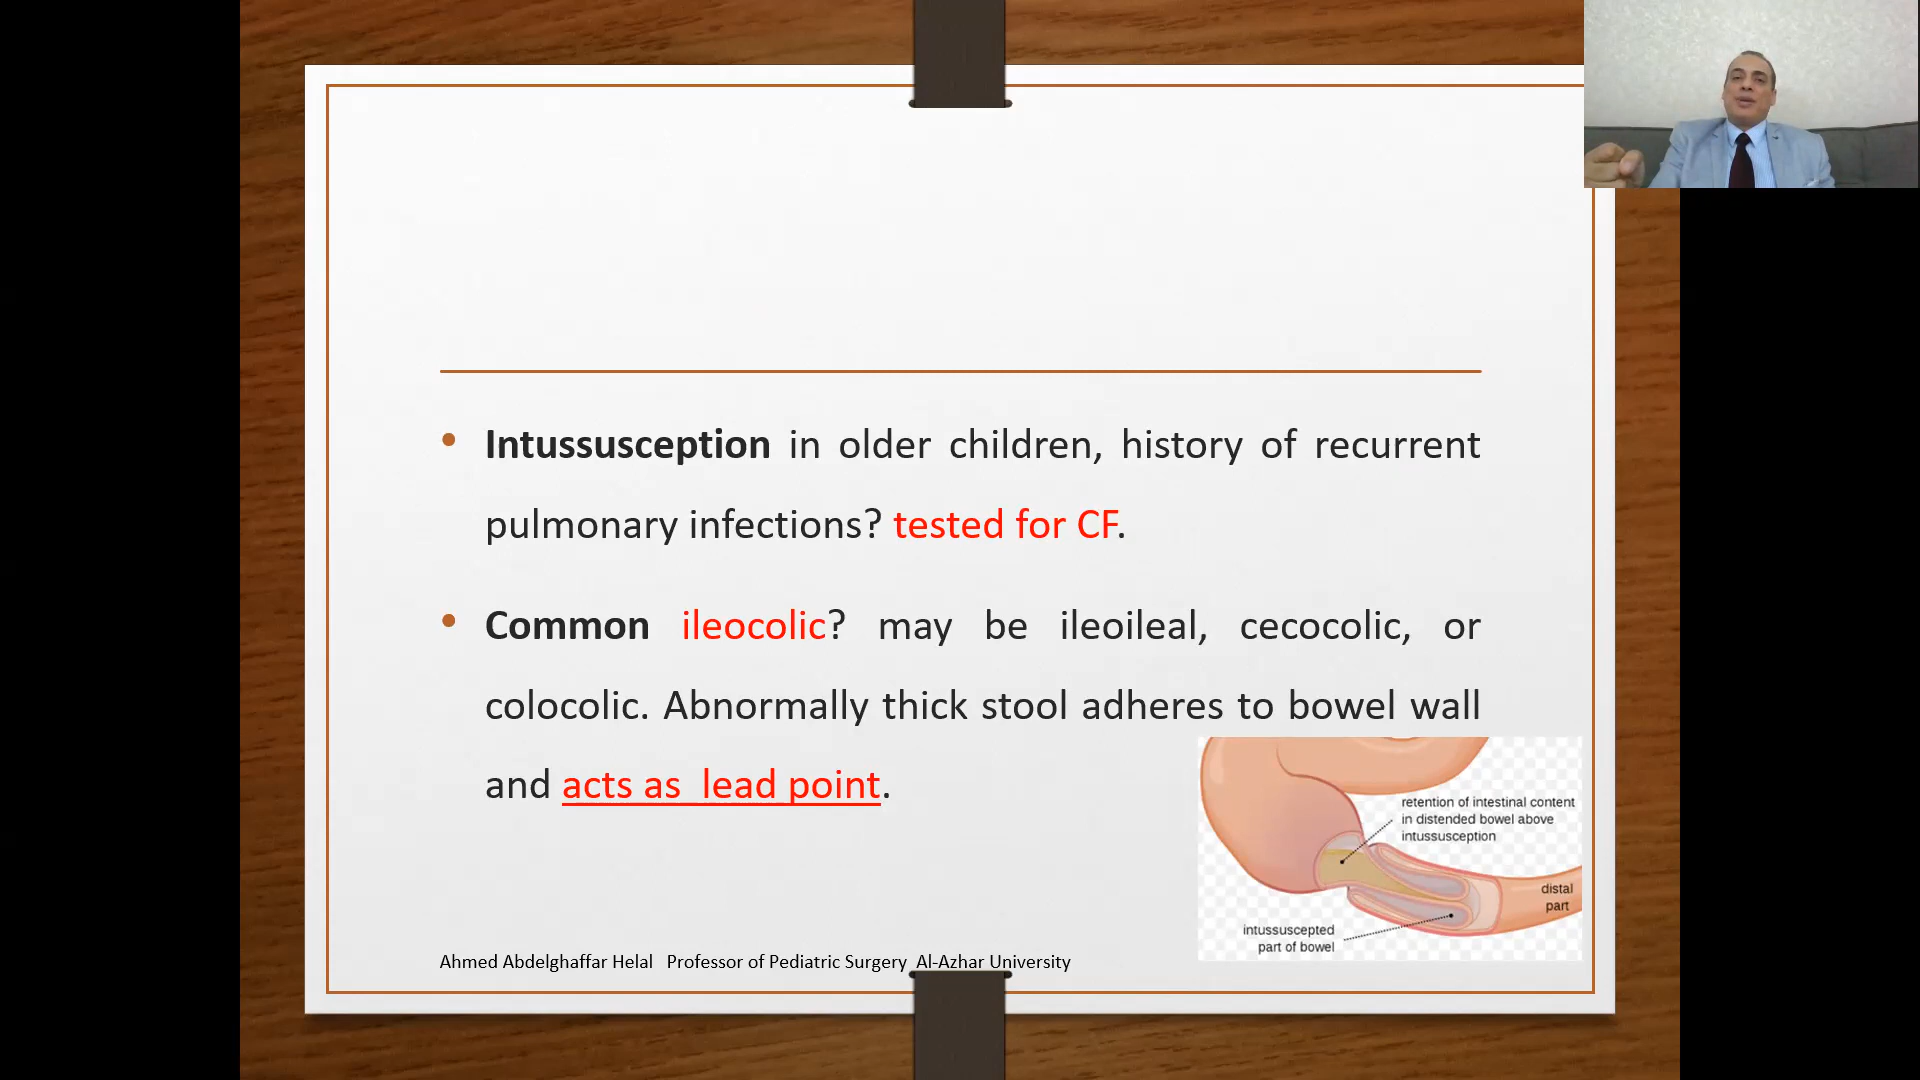 • Intussusception in older children, history of recurrent
pulmonary infections? tested for CF.
• Common ileocolic? may be ileoileal, cecocolic, or
colocolic. Abnormally thick stool adheres to bowel wall
and acts as  lead point.
retention of intestinal content
in distended bowel above
intussusception
distal
part
intussuscepted
part of bowel
Ahmed Abdelghaffar Helal   Professor of Pediatric Surgery  Al-Azhar University